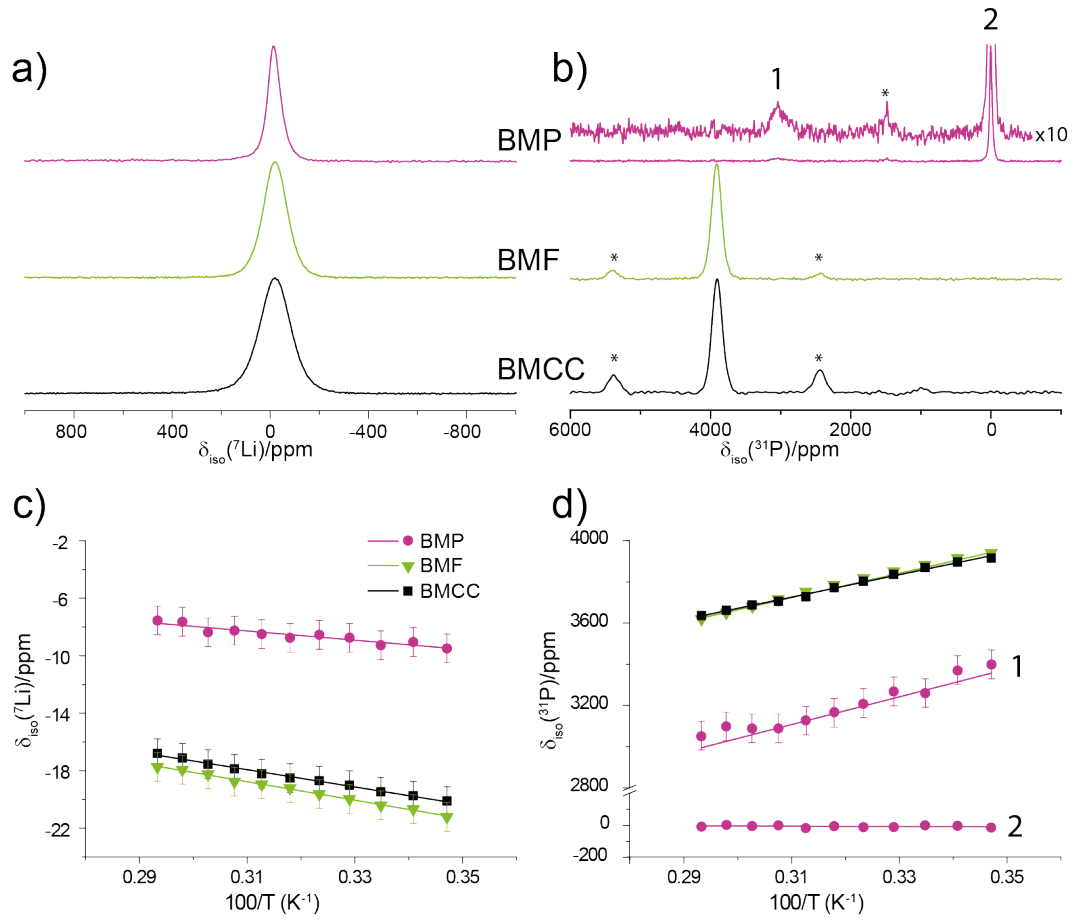 a)
BMP
BMF
BMCC
800 400 0 -400 -800
δiso(⁷Li)/ppm
b)
1
*
2
x10
* *
* *
6000 4000 2000 0
δiso(³¹P)/ppm
c)
BMP
BMF
BMCC
-2
-6
-10
-14
-18
-22
δiso(⁷Li)/ppm
0.29 0.31 0.33 0.35
100/T (K⁻¹)
d)
4000
3600
3200
2800
0
-200
δiso(³¹P)/ppm
1
2
0.29 0.31 0.33 0.35
100/T (K⁻¹)